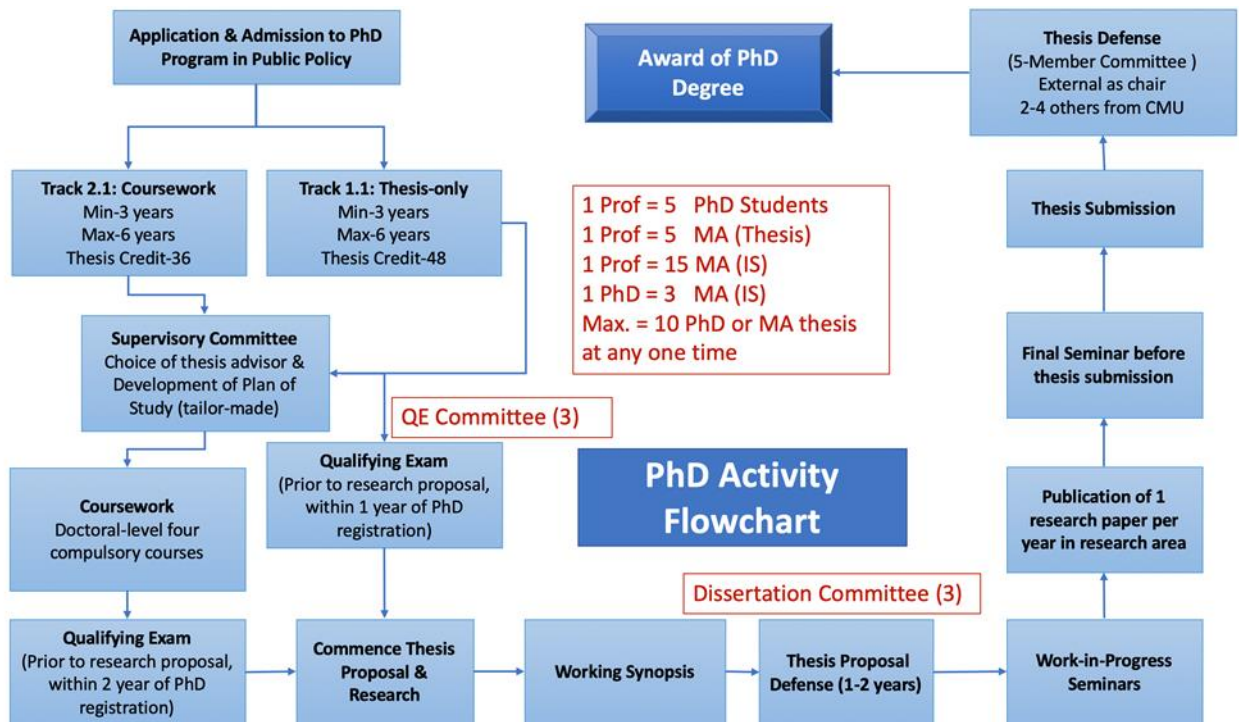 Application & Admission to PhD
Program in Public Policy
Award of PhD
Degree
Thesis Defense
(5-Member Committee )
External as chair
2-4 others from CMU
Track 2.1: Coursework
Min-3 years
Max-6 years
Thesis Credit-36
Track 1.1: Thesis-only
Min-3 years
Max-6 years
Thesis Credit-48
1 Prof = 5 PhD Students
1 Prof = 5 MA (Thesis)
1 Prof = 15 MA (IS)
1 PhD = 3 MA (IS)
Max. = 10 PhD or MA thesis
at any one time
Thesis Submission
Supervisory Committee
Choice of thesis advisor &
Development of Plan of
Study (tailor-made)
Final Seminar before
thesis submission
QE Committee (3)
Qualifying Exam
(Prior to research proposal,
within 1 year of PhD
registration)
PhD Activity
Flowchart
Coursework
Doctoral-level four
compulsory courses
Publication of 1
research paper per
year in research area
Dissertation Committee (3)
Qualifying Exam
(Prior to research proposal,
within 2 year of PhD
registration)
Commence Thesis
Proposal &
Research
Working Synopsis
Thesis Proposal
Defense (1-2 years)
Work-in-Progress
Seminars